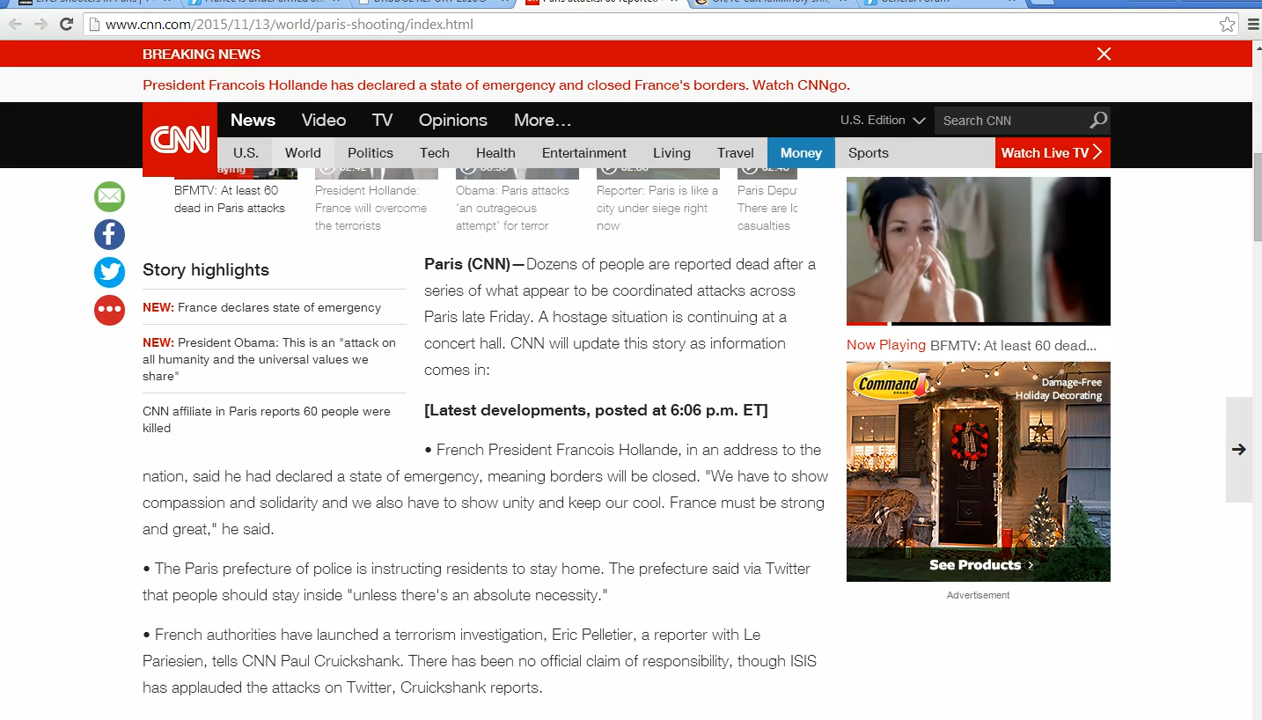 www.cnn.com/2015/11/13/world/paris-shooting/index.html
BREAKING NEWS
President Francois Hollande has declared a state of emergency and closed France's borders. Watch CNNgo.
CNN
News Video TV Opinions More...
U.S. Edition
Search CNN
U.S. World Politics Tech Health Entertainment Living Travel Money Sports
Watch Live TV
BFMTV: At least 60
dead in Paris attacks
President Hollande:
France will overcome
the terrorists
Obama: Paris attacks
'an outrageous
attempt' for terror
Reporter: Paris is like a
city under siege right
now
Paris
There are
casualties
Story highlights
NEW: France declares state of emergency
NEW: President Obama: This is an "attack on
all humanity and the universal values we
share"
CNN affiliate in Paris reports 60 people were
killed
Paris (CNN)—Dozens of people are reported dead after a
series of what appear to be coordinated attacks across
Paris late Friday. A hostage situation is continuing at a
concert hall. CNN will update this story as information
comes in:
[Latest developments, posted at 6:06 p.m. ET]
• French President Francois Hollande, in an address to the
nation, said he had declared a state of emergency, meaning borders will be closed. "We have to show
compassion and solidarity and we also have to show unity and keep our cool. France must be strong
and great," he said.
• The Paris prefecture of police is instructing residents to stay home. The prefecture said via Twitter
that people should stay inside "unless there's an absolute necessity."
• French authorities have launched a terrorism investigation, Eric Pelletier, a reporter with Le
Pariesien, tells CNN Paul Cruickshank. There has been no official claim of responsibility, though ISIS
has applauded the attacks on Twitter, Cruickshank reports.
Now Playing BFMTV: At least 60 dead...
Command
BRAND
Damage-Free
Holiday Decorating
See Products ›
Advertisement